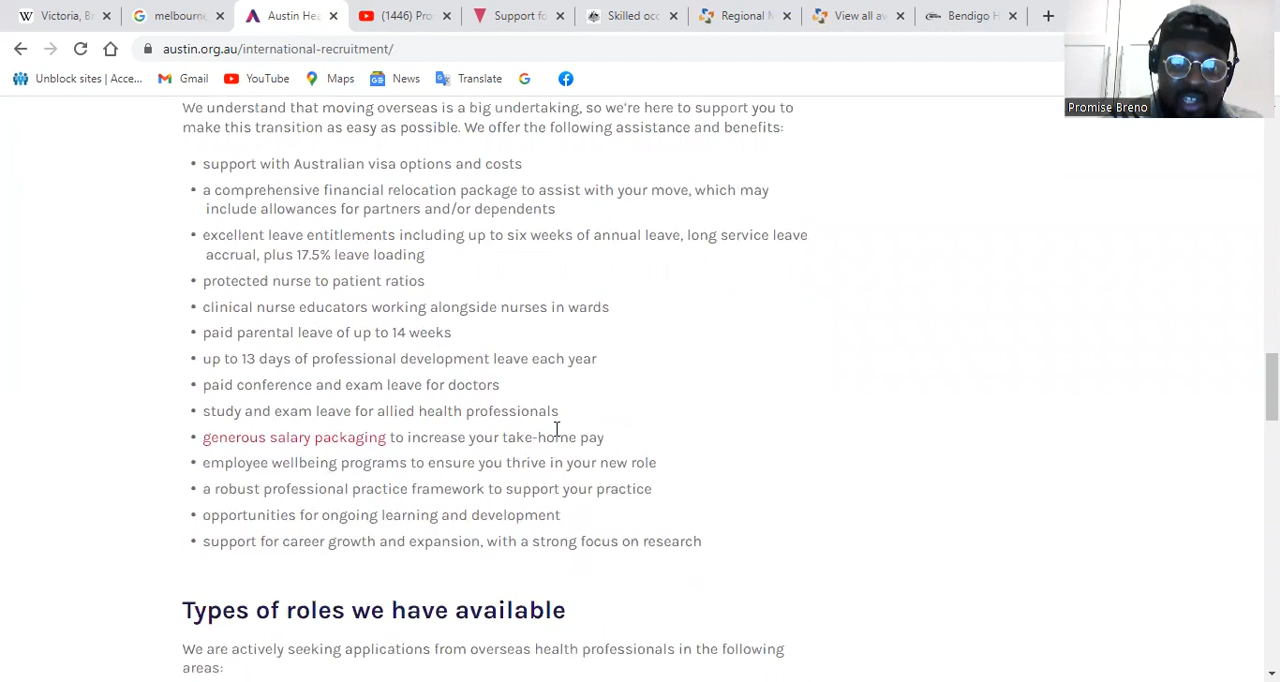 Victoria, Br
melbourne
Austin Hea
(1446) Pro
Support fo
Skilled occ
Regional M
View all av
Bendigo H
austin.org.au/international-recruitment/
Unblock sites | Acce...
Gmail
YouTube
Maps
News
Translate
Promise Breno
We understand that moving overseas is a big undertaking, so we're here to support you to
make this transition as easy as possible. We offer the following assistance and benefits:
• support with Australian visa options and costs
• a comprehensive financial relocation package to assist with your move, which may
include allowances for partners and/or dependents
• excellent leave entitlements including up to six weeks of annual leave, long service leave
accrual, plus 17.5% leave loading
• protected nurse to patient ratios
• clinical nurse educators working alongside nurses in wards
• paid parental leave of up to 14 weeks
• up to 13 days of professional development leave each year
• paid conference and exam leave for doctors
• study and exam leave for allied health professionals
• generous salary packaging to increase your take-home pay
• employee wellbeing programs to ensure you thrive in your new role
• a robust professional practice framework to support your practice
• opportunities for ongoing learning and development
• support for career growth and expansion, with a strong focus on research
Types of roles we have available
We are actively seeking applications from overseas health professionals in the following
areas: